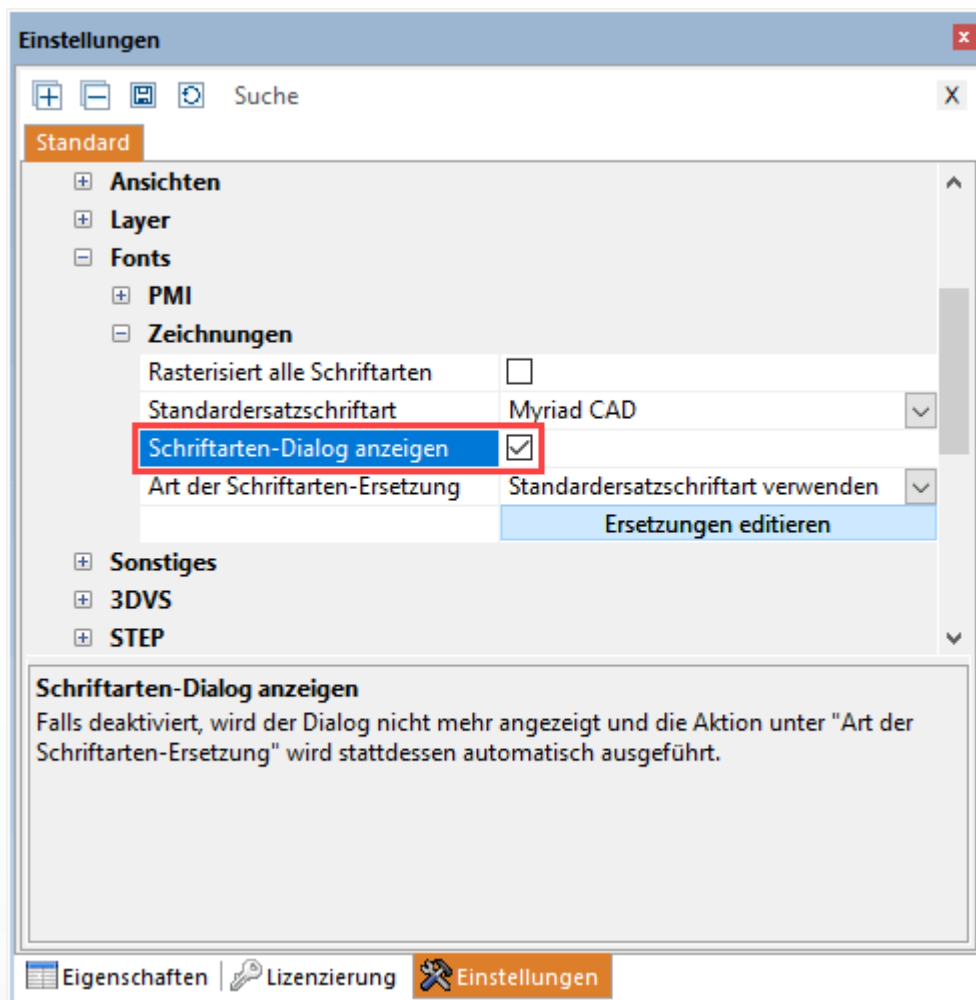 Einstellungen
x
Suche
X
Standard
Ansichten
Layer
Fonts
PMI
Zeichnungen
Rasterisiert alle Schriftarten
Standardersatzschriftart Myriad CAD
Schriftarten-Dialog anzeigen
Art der Schriftarten-Ersetzung Standardersatzschriftart verwenden
Ersetzungen editieren
Sonstiges
3DVS
STEP
Schriftarten-Dialog anzeigen
Falls deaktiviert, wird der Dialog nicht mehr angezeigt und die Aktion unter "Art der
Schriftarten-Ersetzung" wird stattdessen automatisch ausgeführt.
Eigenschaften Lizenzierung Einstellungen